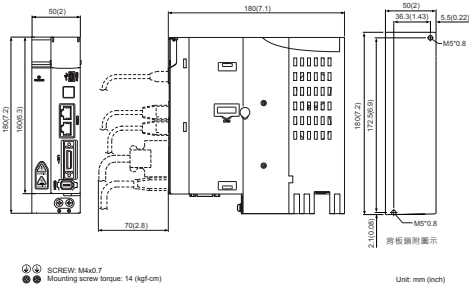 50(2)
180(7.1)
50(2)
36.3(1.43)
5.5(0.22)
M5*0.8
180(7.2)
160(6.3)
180(7.2)
172.5(6.9)
70(2.8)
2.1(0.08)
M5*0.8
背板鎖附圖示
SCREW: M4x0.7
Mounting screw torque: 14 (kgf-cm)
Unit: mm (inch)